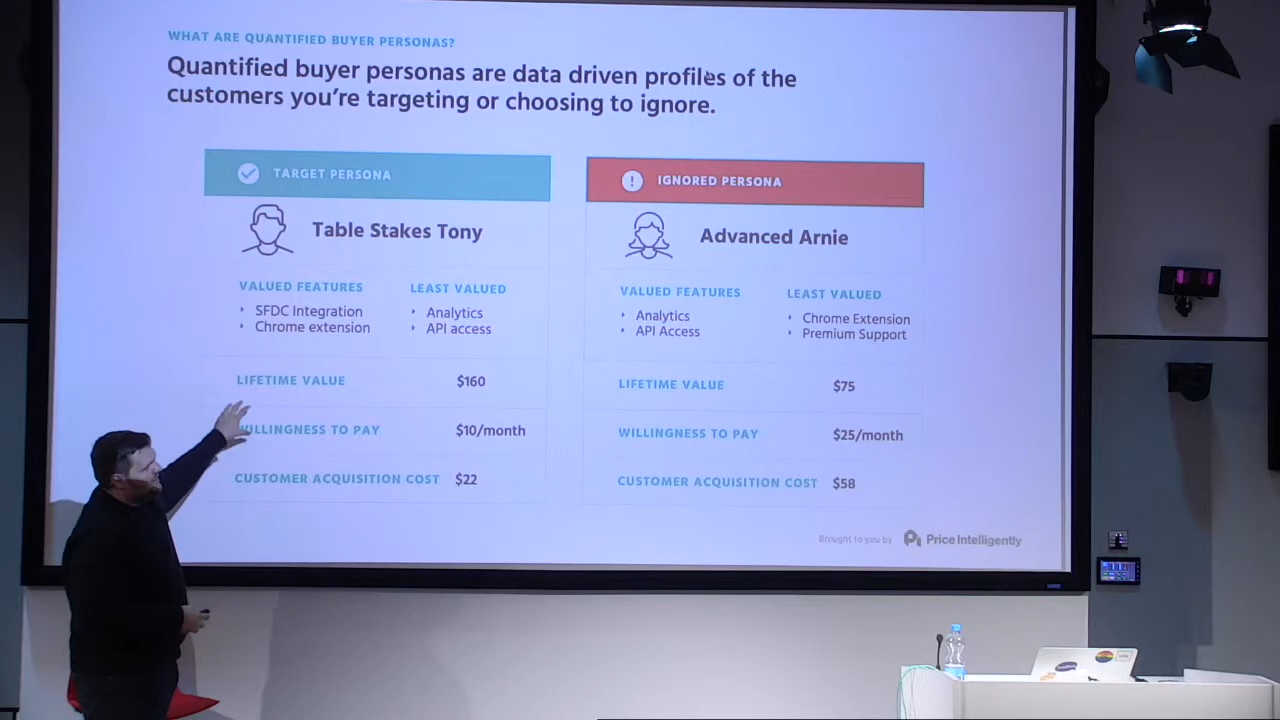 WHAT ARE QUANTIFIED BUYER PERSONAS?
Quantified buyer personas are data driven profiles of the
customers you're targeting or choosing to ignore.
TARGET PERSONA
Table Stakes Tony
VALUED FEATURES
SFDC Integration
Chrome extension
LEAST VALUED
Analytics
API access
LIFETIME VALUE $160
WILLINGNESS TO PAY $10/month
CUSTOMER ACQUISITION COST $22
IGNORED PERSONA
Advanced Arnie
VALUED FEATURES
Analytics
API Access
LEAST VALUED
Chrome Extension
Premium Support
LIFETIME VALUE $75
WILLINGNESS TO PAY $25/month
CUSTOMER ACQUISITION COST $58
Brought to you by Price Intelligently